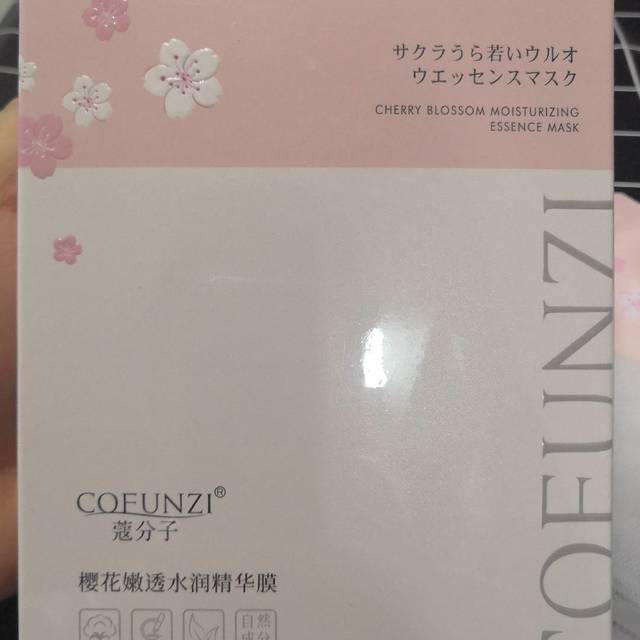 サクラうら若いウルオ
ウエッセンスマスク
CHERRY BLOSSOM MOISTURIZING
ESSENCE MASK
COFUNZI
COFUNZI®
蔻分子
樱花嫩透水润精华膜
自然
成分